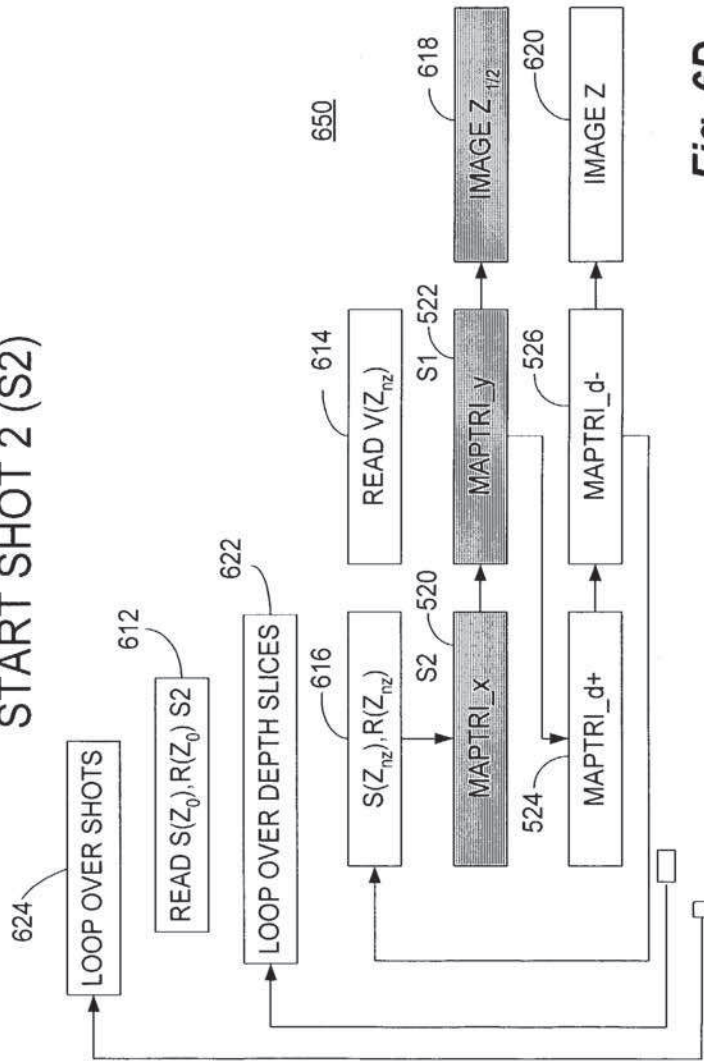 START SHOT 2 (S2)
624
LOOP OVER SHOTS
612
READ S(Z0),R(Z0) S2
622
LOOP OVER DEPTH SLICES
616
S(Znz),R(Znz)
614
READ V(Znz)
650
S2
520
MAPTRI_x
S1
522
MAPTRI_y
618
IMAGE Z1/2
524
MAPTRI_d+
526
MAPTRI_d-
620
IMAGE Z